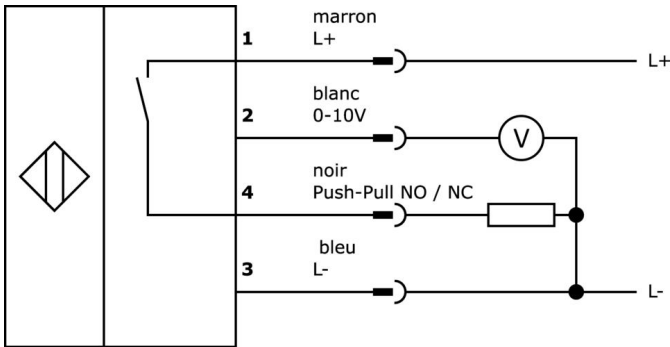 marron
1 L+
L+
blanc
2 0-10V
V
noir
4 Push-Pull NO / NC
bleu
3 L-
L-